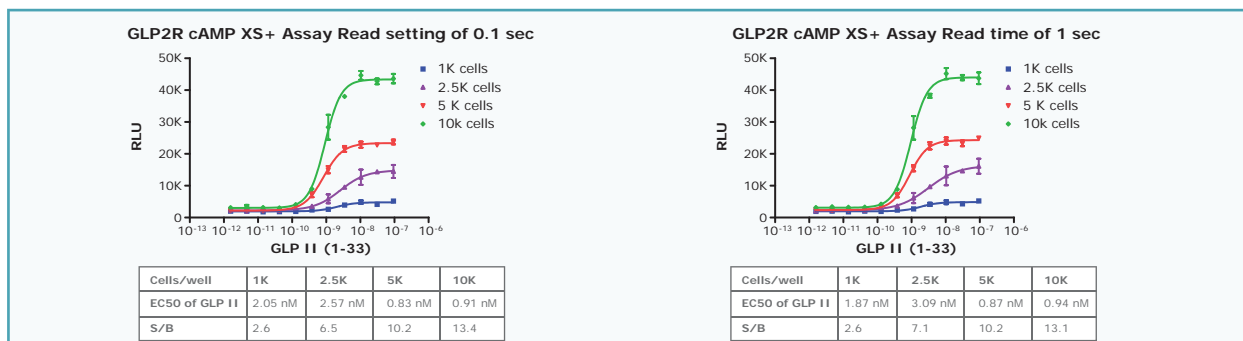 GLP2R cAMP XS+ Assay Read setting of 0.1 sec
50K
40K
30K
20K
10K
0
RLU
10-13 10-12 10-11 10-10 10-9 10-8 10-7 10-6
GLP II (1-33)
1K cells
2.5K cells
5 K cells
10k cells
Cells/well 1K 2.5K 5K 10K
EC50 of GLP II 2.05 nM 2.57 nM 0.83 nM 0.91 nM
S/B 2.6 6.5 10.2 13.4
GLP2R cAMP XS+ Assay Read time of 1 sec
50K
40K
30K
20K
10K
0
RLU
10-13 10-12 10-11 10-10 10-9 10-8 10-7 10-6
GLP II (1-33)
1K cells
2.5K cells
5 K cells
10k cells
Cells/well 1K 2.5K 5K 10K
EC50 of GLP II 1.87 nM 3.09 nM 0.87 nM 0.94 nM
S/B 2.6 7.1 10.2 13.1